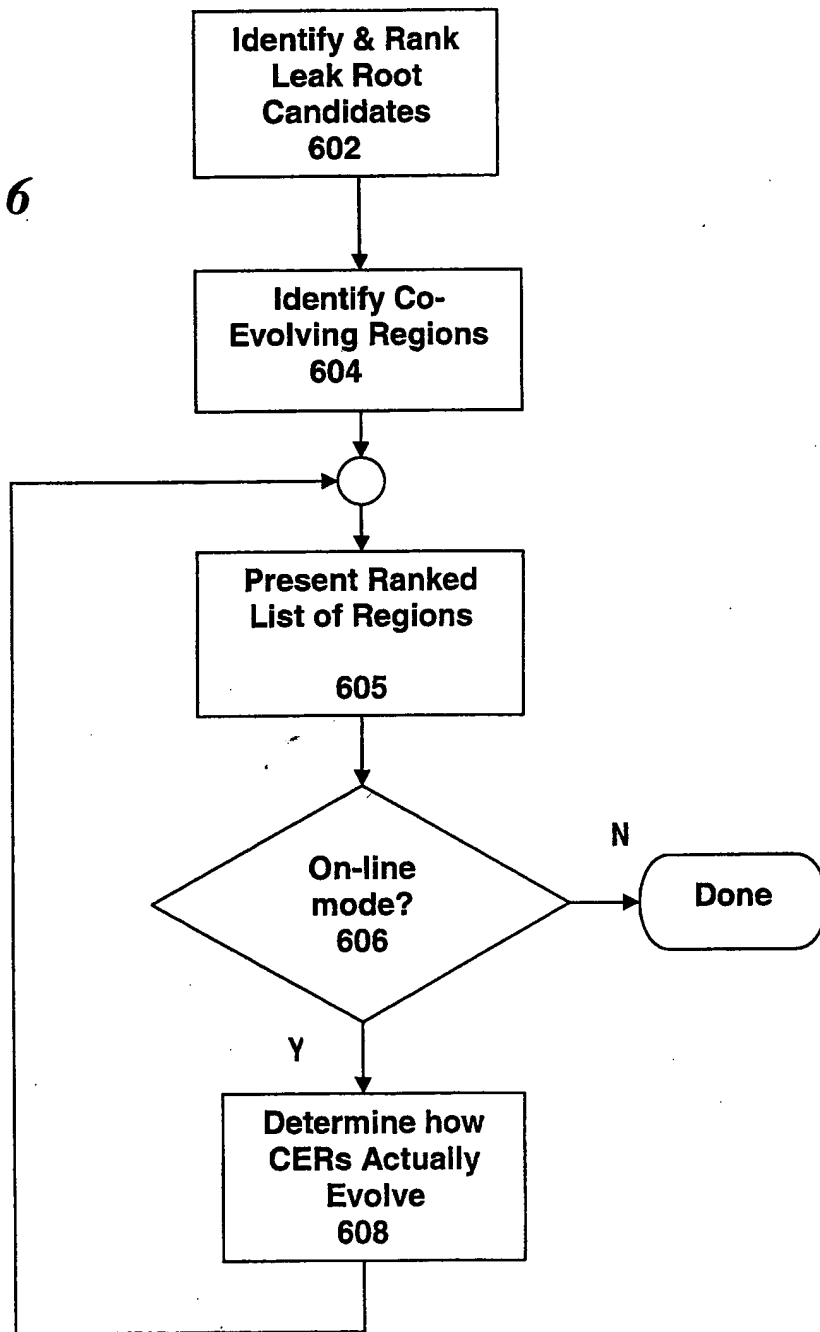 Identify & Rank
Leak Root
Candidates
602
6
Identify Co-
Evolving Regions
604
Present Ranked
List of Regions
605
On-line
mode?
606
N
Done
Y
Determine how
CERs Actually
Evolve
608